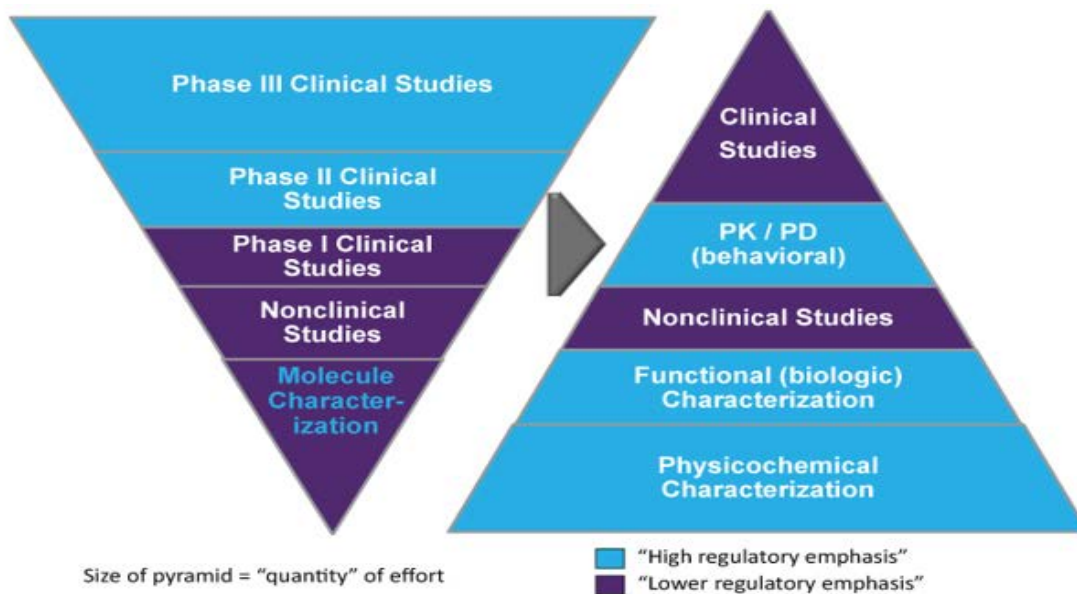 Phase III Clinical Studies
Phase II Clinical
Studies
Phase I Clinical
Studies
Nonclinical
Studies
Molecule
Character-
ization
Clinical
Studies
PK / PD
(behavioral)
Nonclinical Studies
Functional (biologic)
Characterization
Physicochemical
Characterization
Size of pyramid = “quantity” of effort
“High regulatory emphasis”
“Lower regulatory emphasis”